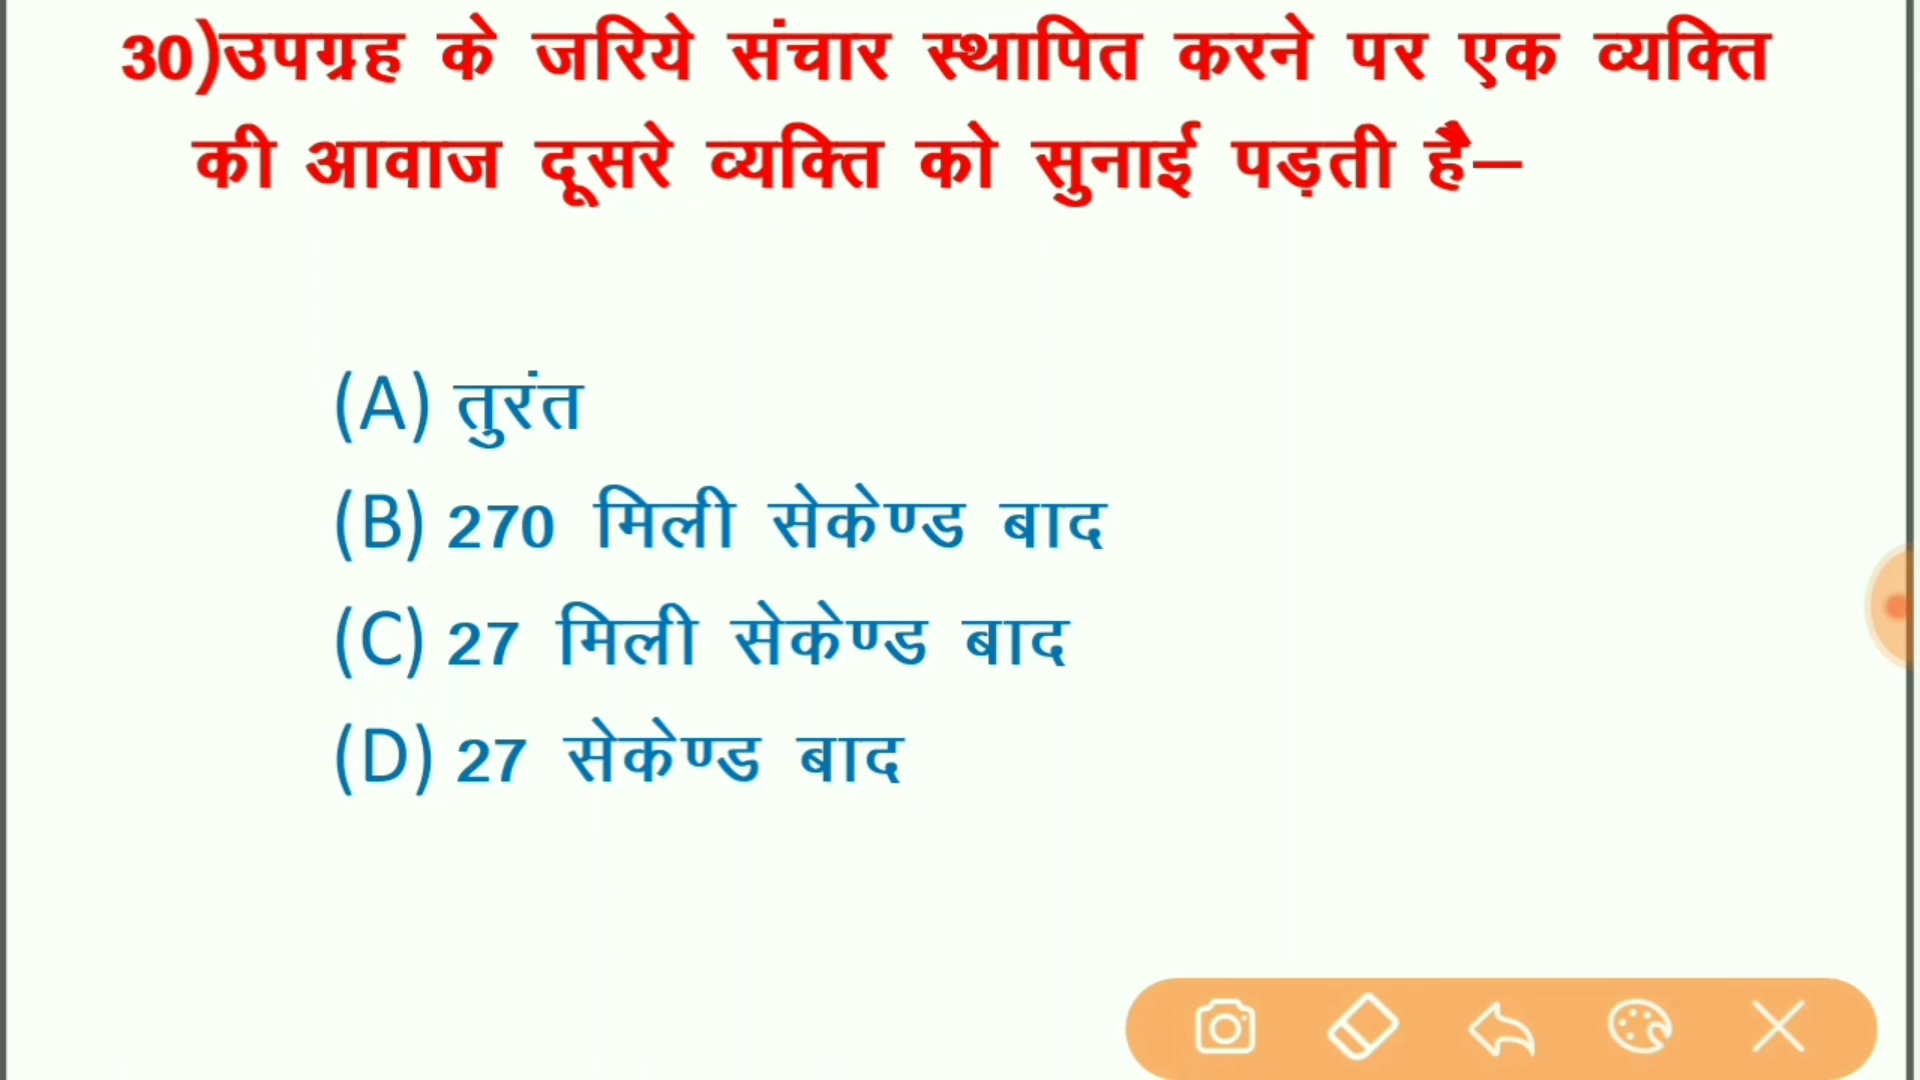 30)उपग्रह के जरिये संचार स्थापित करने पर एक व्यक्ति
की आवाज दूसरे व्यक्ति को सुनाई पड़ती है–
(A) तुरंत
(B) 270 मिली सेकेण्ड बाद
(C) 27 मिली सेकेण्ड बाद
(D) 27 सेकेण्ड बाद